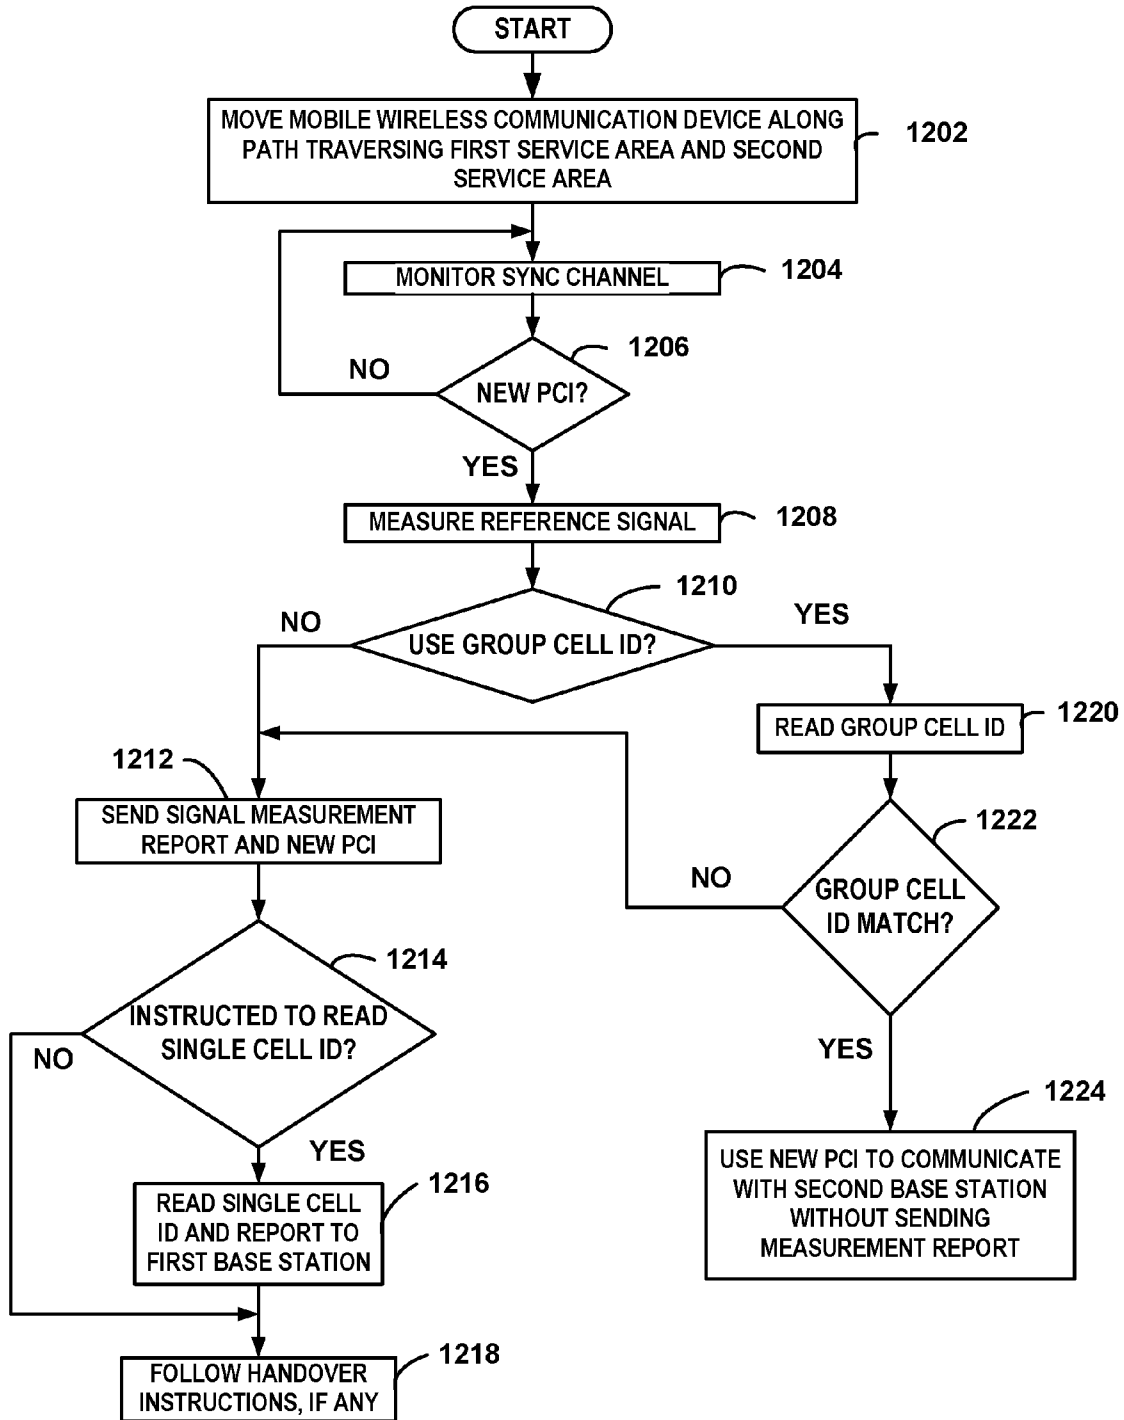 START
MOVE MOBILE WIRELESS COMMUNICATION DEVICE ALONG
PATH TRAVERSING FIRST SERVICE AREA AND SECOND
SERVICE AREA
1202
MONITOR SYNC CHANNEL
1204
1206
NO
NEW PCI?
YES
MEASURE REFERENCE SIGNAL
1208
1210
NO
YES
USE GROUP CELL ID?
READ GROUP CELL ID
1220
1212
SEND SIGNAL MEASUREMENT
REPORT AND NEW PCI
1222
NO
GROUP CELL
ID MATCH?
1214
INSTRUCTED TO READ
SINGLE CELL ID?
NO
YES
YES
1224
USE NEW PCI TO COMMUNICATE
WITH SECOND BASE STATION
WITHOUT SENDING
MEASUREMENT REPORT
1216
READ SINGLE CELL
ID AND REPORT TO
FIRST BASE STATION
1218
FOLLOW HANDOVER
INSTRUCTIONS, IF ANY